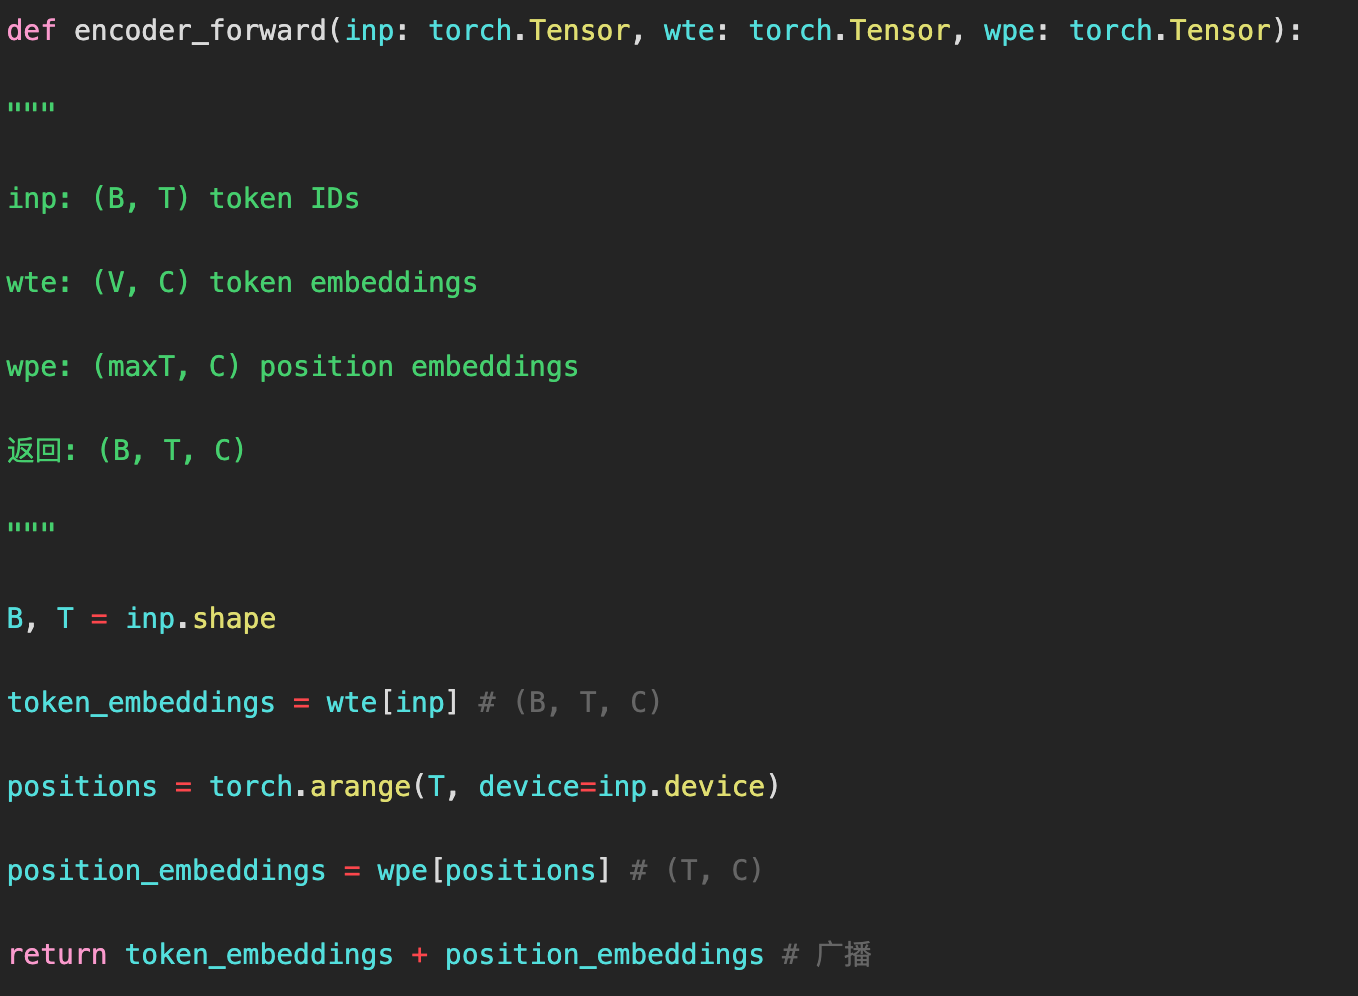 def encoder_forward(inp: torch.Tensor, wte: torch.Tensor, wpe: torch.Tensor):
"""
inp: (B, T) token IDs
wte: (V, C) token embeddings
wpe: (maxT, C) position embeddings
返回: (B, T, C)
"""
B, T = inp.shape
token_embeddings = wte[inp] # (B, T, C)
positions = torch.arange(T, device=inp.device)
position_embeddings = wpe[positions] # (T, C)
return token_embeddings + position_embeddings # 广播